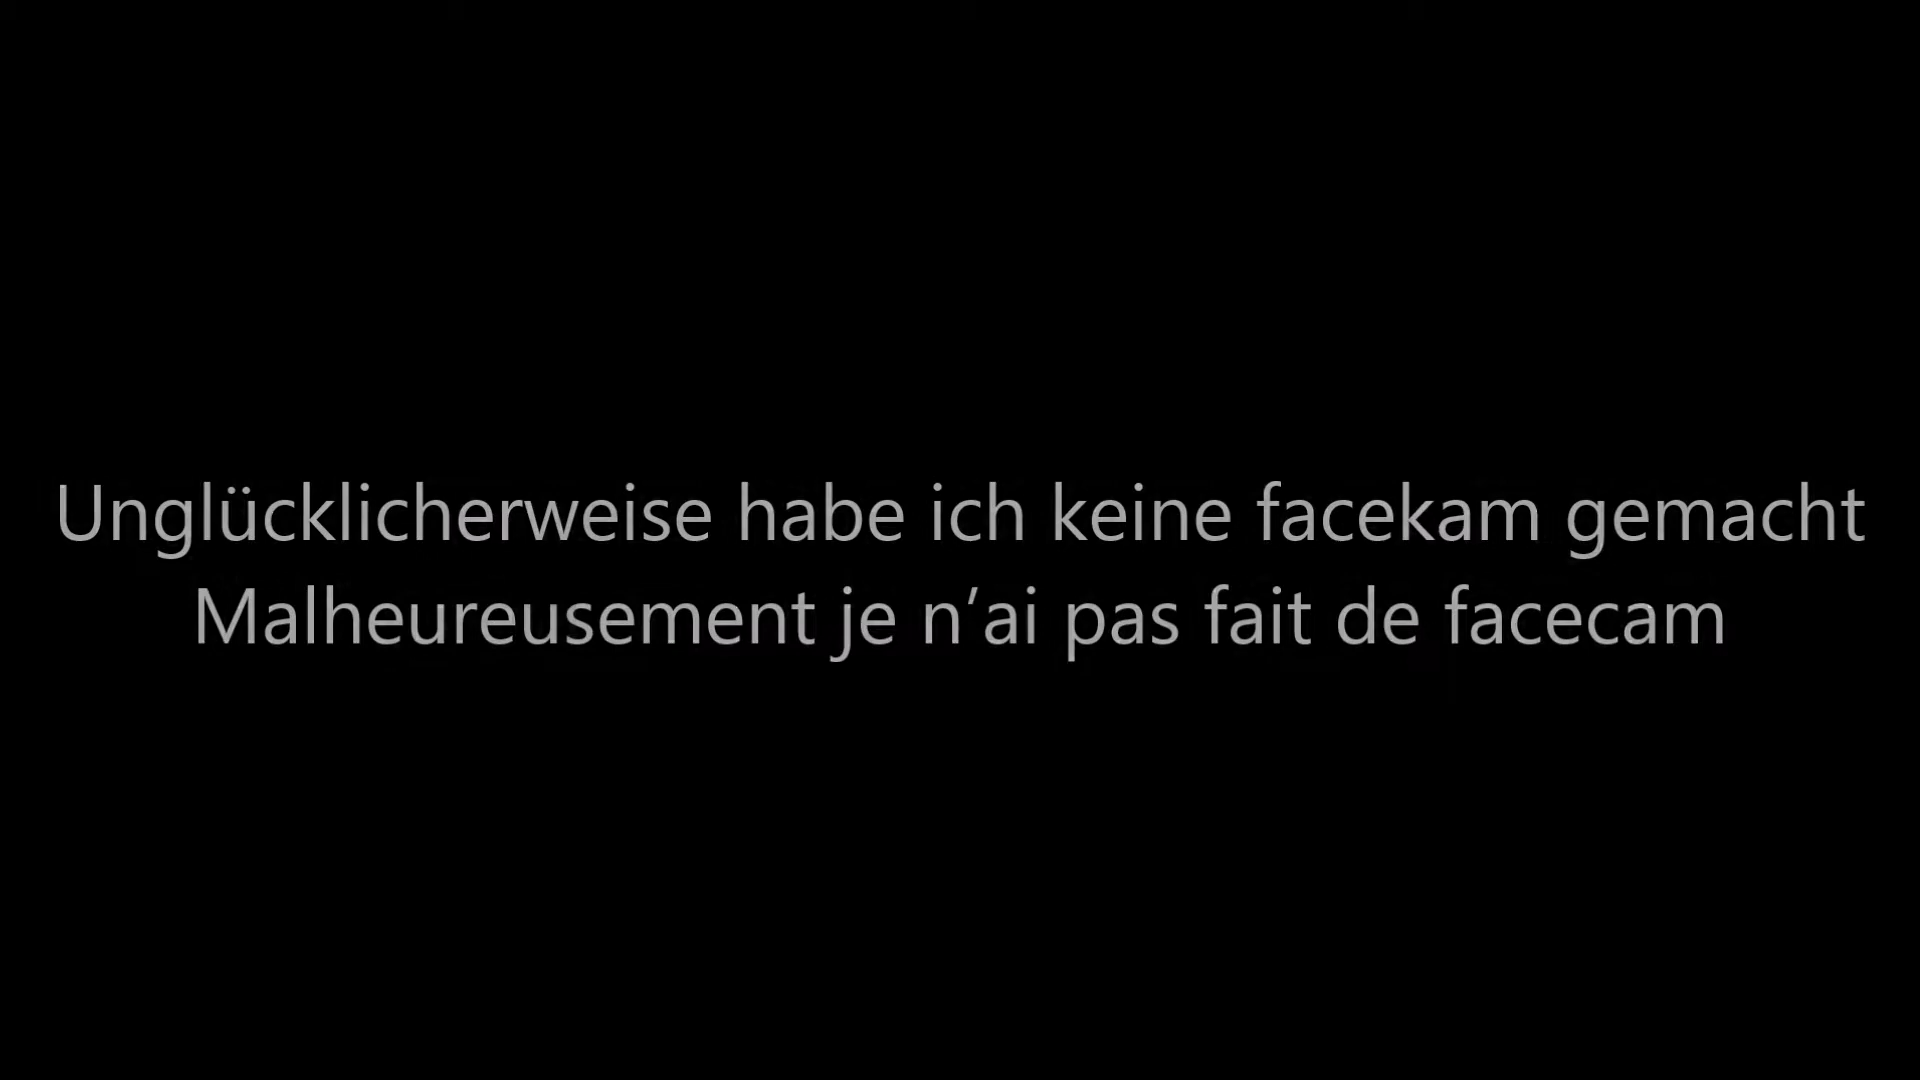 Unglücklicherweise habe ich keine facekam gemacht
Malheureusement je n’ai pas fait de facecam